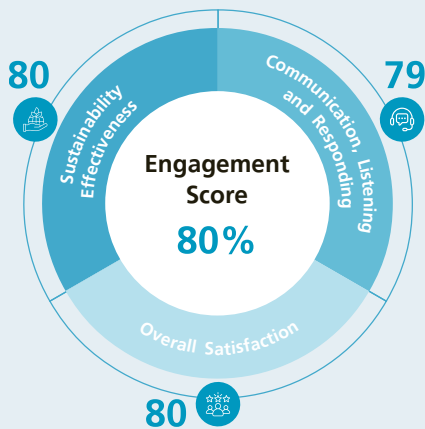 80
79
Sustainability
Effectiveness
Communication, Listening
and Responding
Engagement
Score
80%
Overall Satisfaction
80